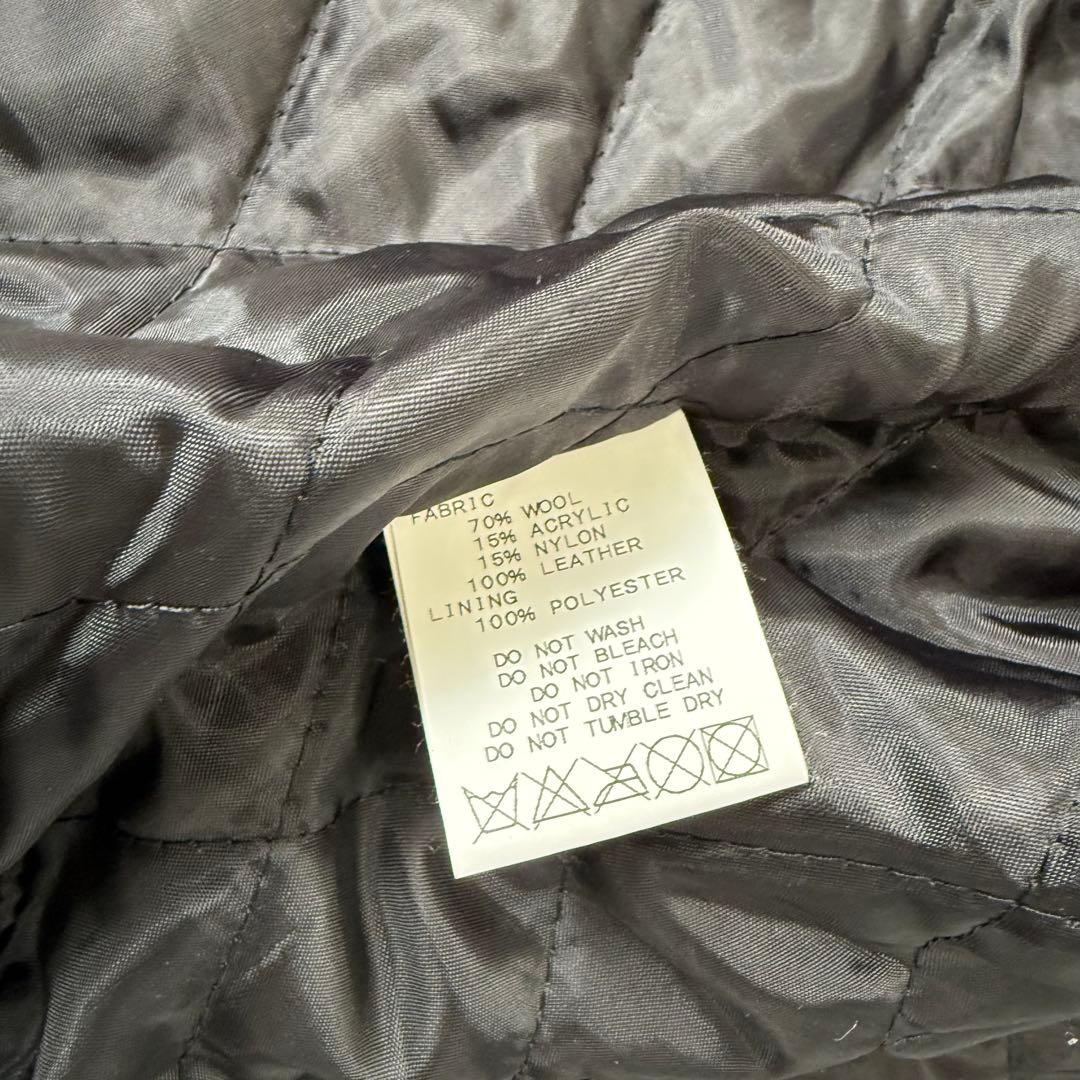 FABRIC
70% WOOL
15% ACRYLIC
15% NYLON
100% LEATHER
LINING
100% POLYESTER
DO NOT WASH
DO NOT BLEACH
DO NOT IRON
DO NOT DRY CLEAN
DO NOT TUMBLE DRY